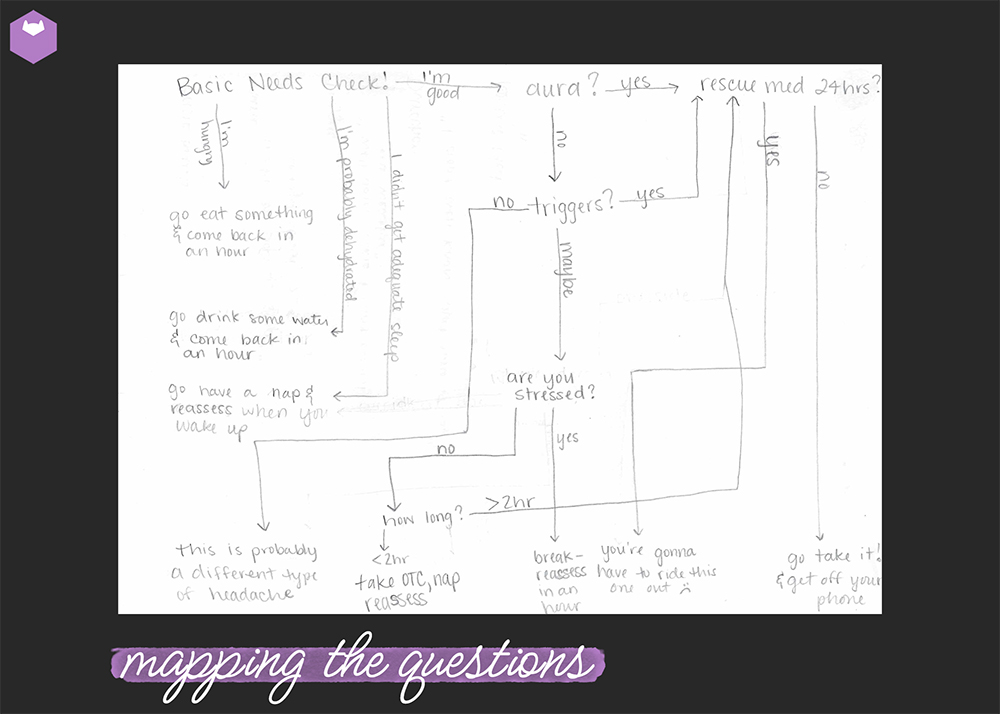 Basic Needs Check!
I'm
good
aura?
yes
rescue med 24hrs?
I'm
hungry
I'm probably dehydrated
I didn't get adequate sleep
no
yes
no
go eat something
& come back in
an hour
no
triggers?
yes
maybe
go drink some water
& come back in
an hour
go have a nap &
reassess when you
wake up
are you
stressed?
no
yes
how long?
>2hr
this is probably
a different type
of headache
<2hr
take OTC, nap
reassess
break-
reassess
in an
hour
you're gonna
have to ride this
one out
go take it!
& get off your
phone
mapping the questions